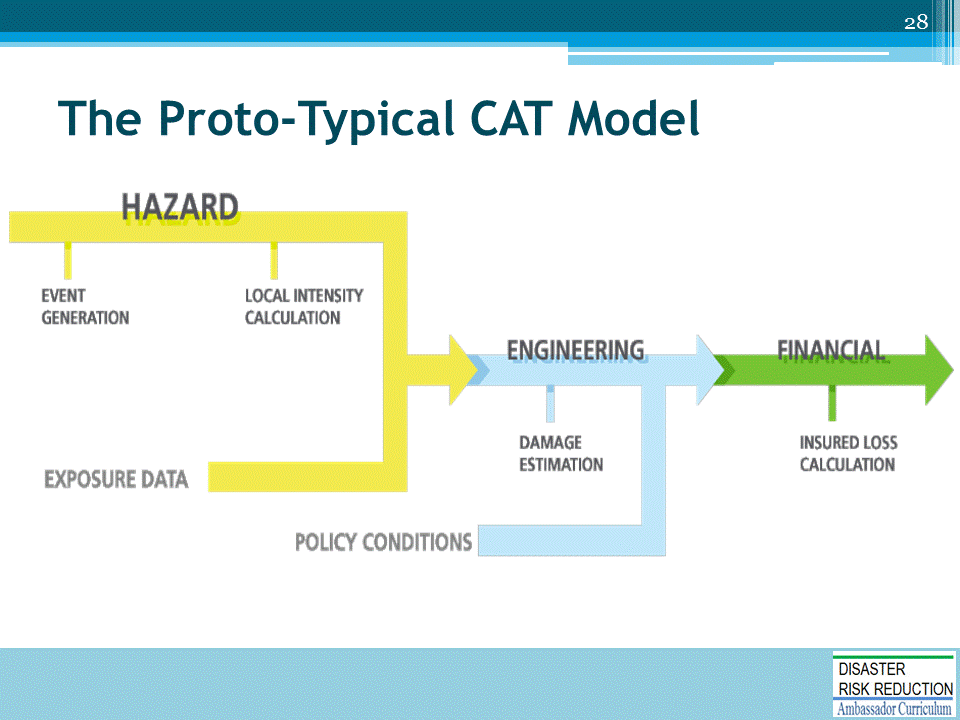 28
The Proto-Typical CAT Model
HAZARD
EVENT
GENERATION
LOCAL INTENSITY
CALCULATION
ENGINEERING
FINANCIAL
DAMAGE
ESTIMATION
INSURED LOSS
CALCULATION
EXPOSURE DATA
POLICY CONDITIONS
DISASTER
RISK REDUCTION
Ambassador Curriculum